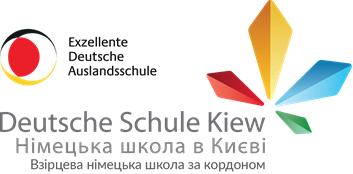 Exzellente
Deutsche
Auslandsschule
Deutsche Schule Kiew
Німецька школа в Києві
Взірцева німецька школа за кордоном